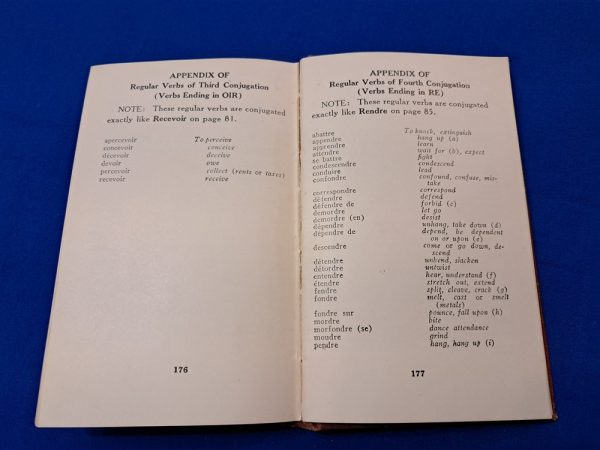 APPENDIX OF
Regular Verbs of Third Conjugation
(Verbs Ending in OIR)
NOTE: These regular verbs are conjugated
exactly like Recevoir on page 81.
apercevoir To perceive
concevoir conceive
décevoir deceive
devoir owe
percevoir collect (rents or taxes)
recevoir receive
176
APPENDIX OF
Regular Verbs of Fourth Conjugation
(Verbs Ending in RE)
NOTE: These regular verbs are conjugated
exactly like Rendre on page 85.
abattre To knock, extinguish
appendre hang up (a)
apprendre learn
attendre wait for (b), expect
se battre fight
condescendre condescend
conduire lead
confondre confound, confuse, mis-
take
correspondre correspond
défendre defend
défendre de forbid (c)
démordre let go
démordre (en) desist
dépendre unhang, take down (d)
dépendre de depend, be dependent
on or upon (e)
descendre come or go down, de-
scend
détendre unbend, slacken
détordre untwist
entendre hear, understand (f)
étendre stretch out, extend
fendre split, cleave, crack (g)
fondre melt, cast or smelt
(metals)
fondre sur pounce, fall upon (h)
mordre bite
morfondre (se) dance attendance
moudre grind
pendre hang, hang up (i)
177